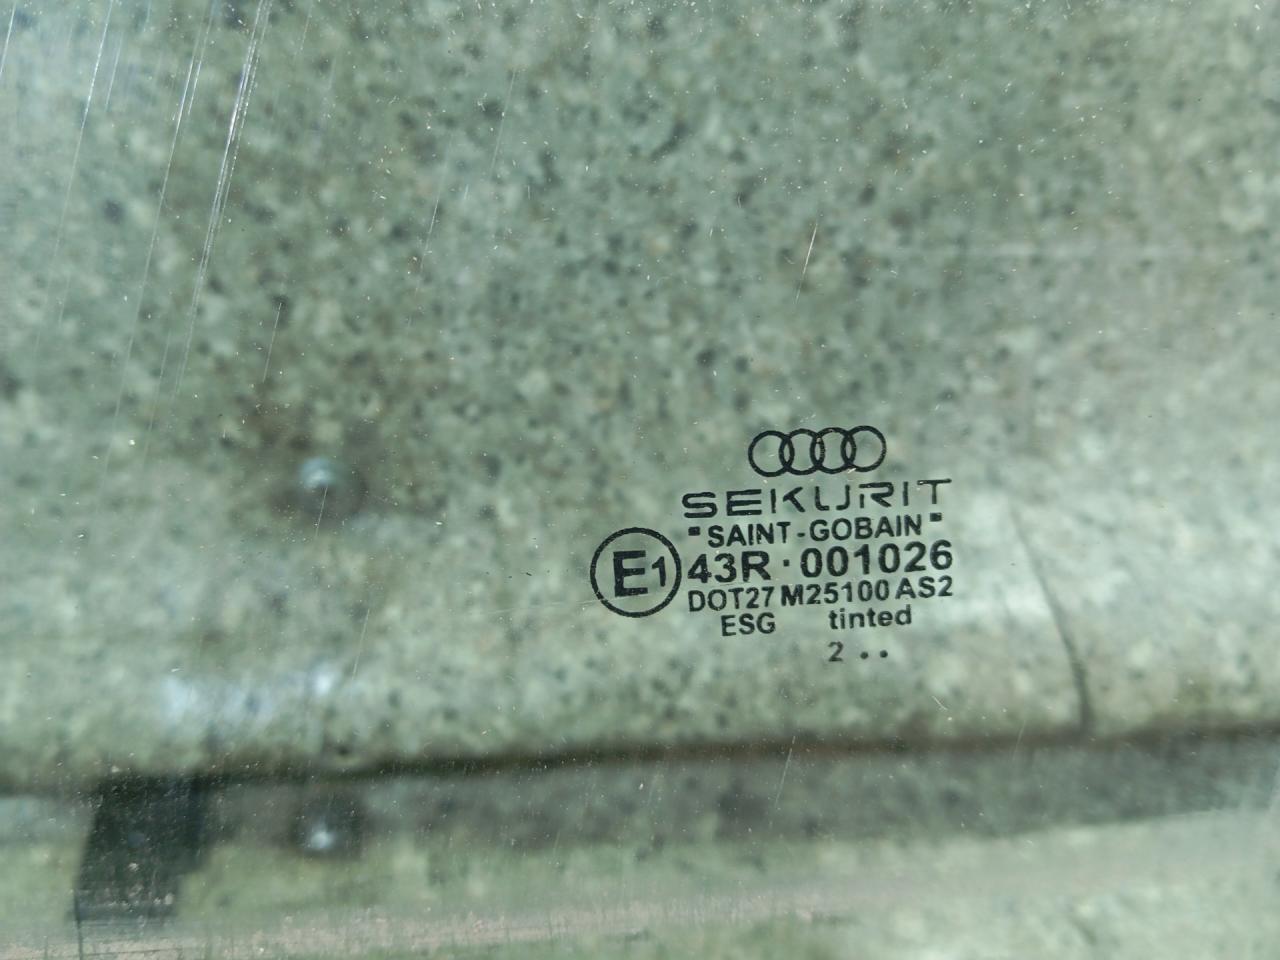 SEKURIT
"SAINT-GOBAIN"
E1 43R·001026
DOT27 M25100 AS2
ESG tinted
2 ..